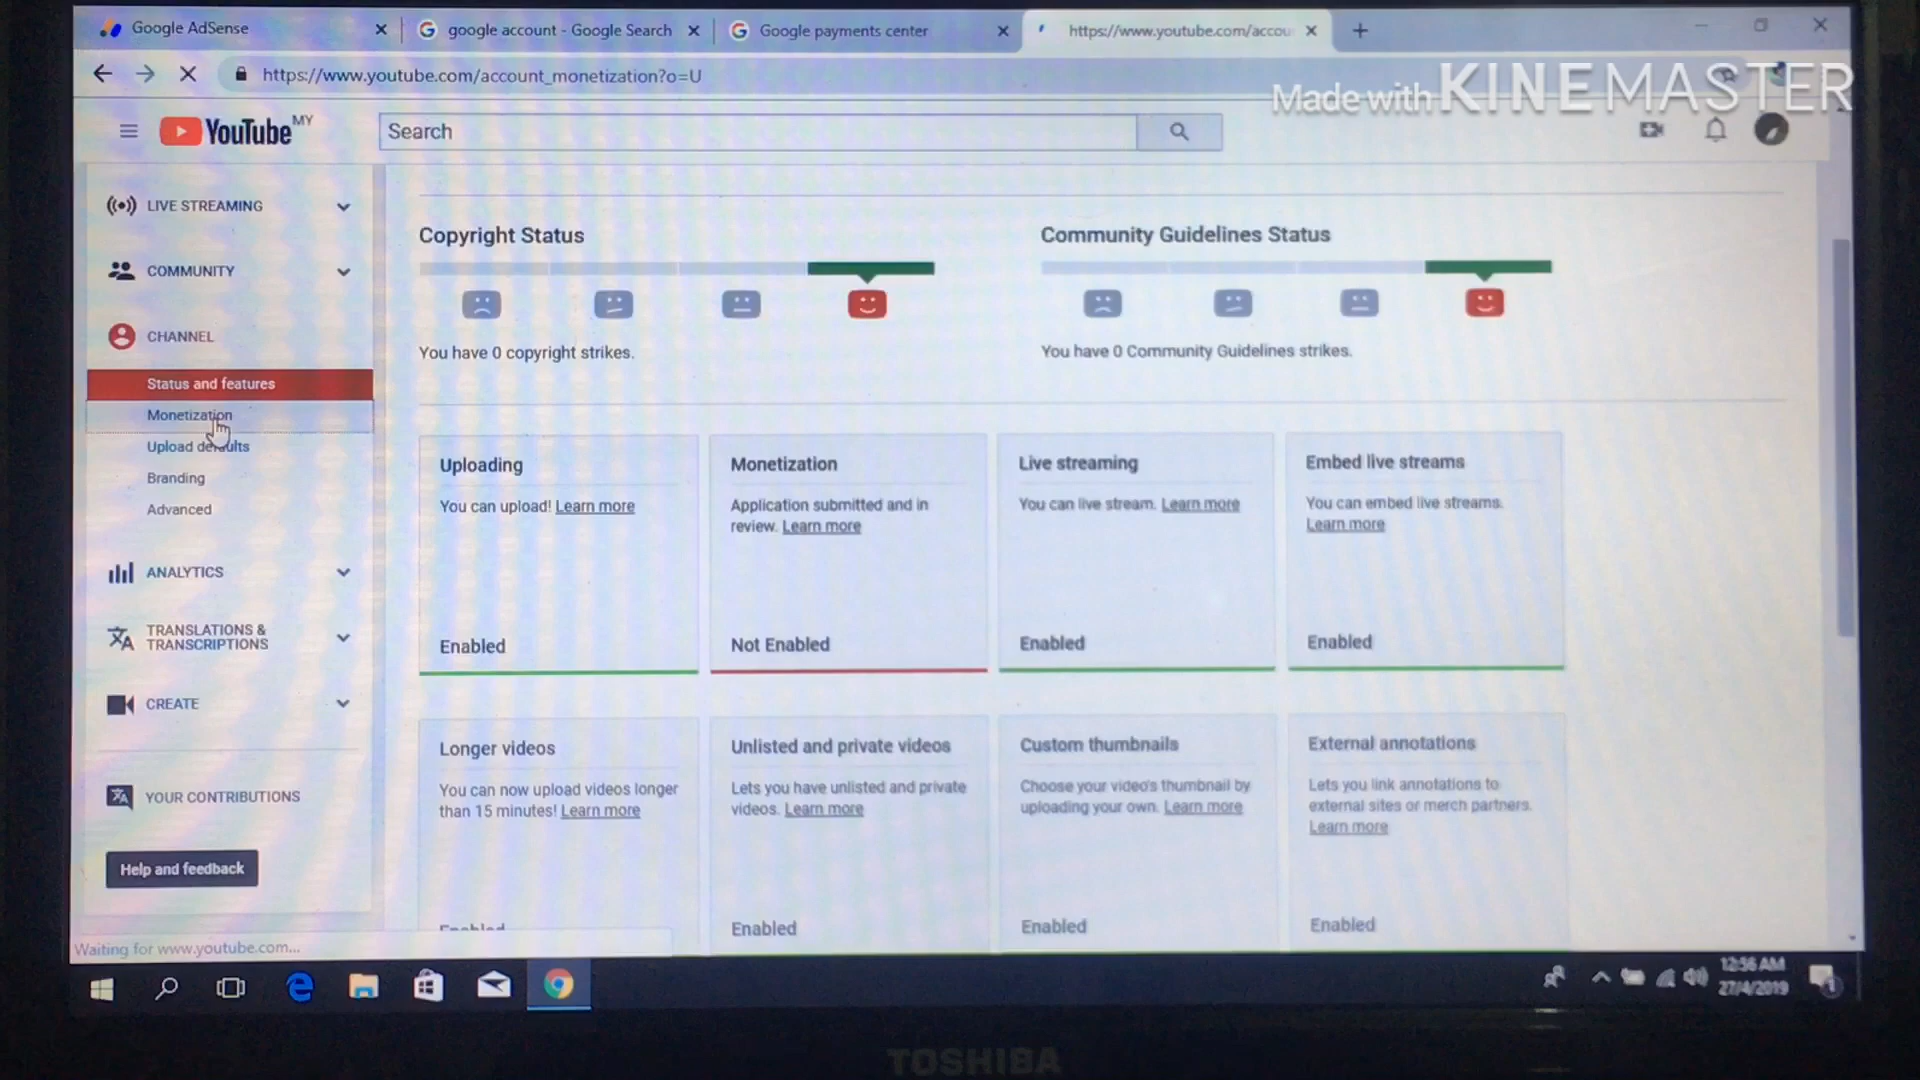 Google AdSense
google account - Google Search
Google payments center
https://www.youtube.com/accou
https://www.youtube.com/account_monetization?o=U
Made with KINEMASTER
YouTube MY
Search
LIVE STREAMING
COMMUNITY
CHANNEL
Status and features
Monetization
Upload defaults
Branding
Advanced
ANALYTICS
TRANSLATIONS &
TRANSCRIPTIONS
CREATE
YOUR CONTRIBUTIONS
Help and feedback
Waiting for www.youtube.com...
Copyright Status
You have 0 copyright strikes.
Community Guidelines Status
You have 0 Community Guidelines strikes.
Uploading
You can upload! Learn more
Enabled
Monetization
Application submitted and in
review. Learn more
Not Enabled
Live streaming
You can live stream. Learn more
Enabled
Embed live streams
You can embed live streams.
Learn more
Enabled
Longer videos
You can now upload videos longer
than 15 minutes! Learn more
Enabled
Unlisted and private videos
Lets you have unlisted and private
videos. Learn more
Enabled
Custom thumbnails
Choose your video's thumbnail by
uploading your own. Learn more
Enabled
External annotations
Lets you link annotations to
external sites or merch partners.
Learn more
Enabled
12:56 AM
27/4/2019
1
TOSHIBA